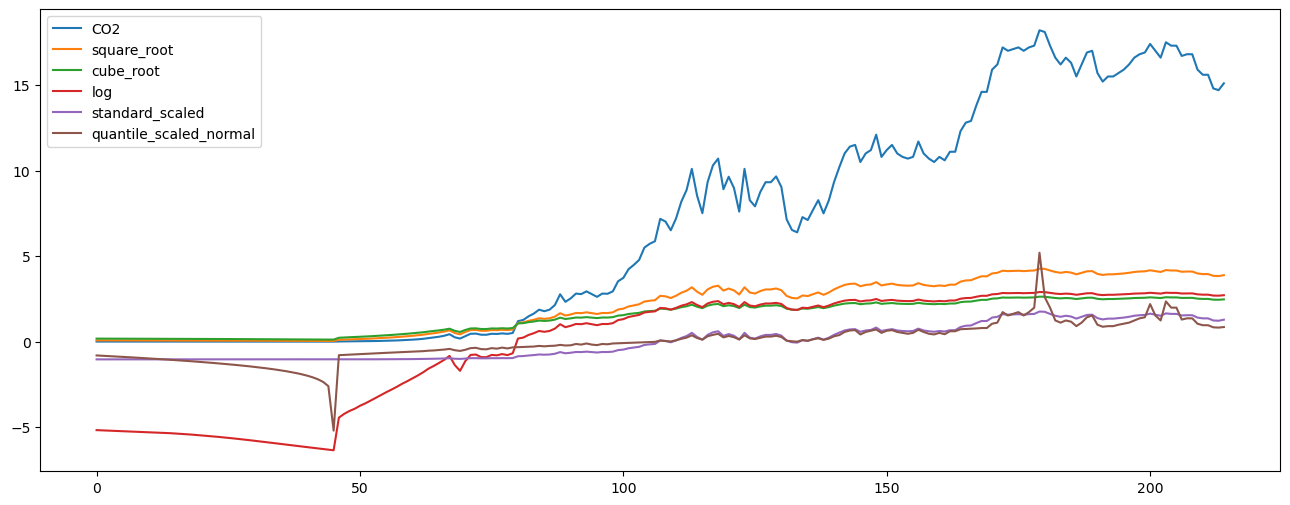 CO2
square_root
cube_root
log
standard_scaled
quantile_scaled_normal
15
10
5
0
−5
0
50
100
150
200